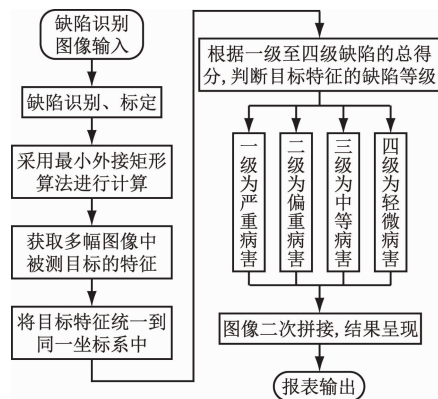 缺陷识别
图像输入
缺陷识别、标定
采用最小外接矩形
算法进行计算
获取多幅图像中
被测目标的特征
将目标特征统一到
同一坐标系中
根据一级至四级缺陷的总得
分,判断目标特征的缺陷等级
一级为严重病害
二级为偏重病害
三级为中等病害
四级为轻微病害
图像二次拼接,结果呈现
报表输出